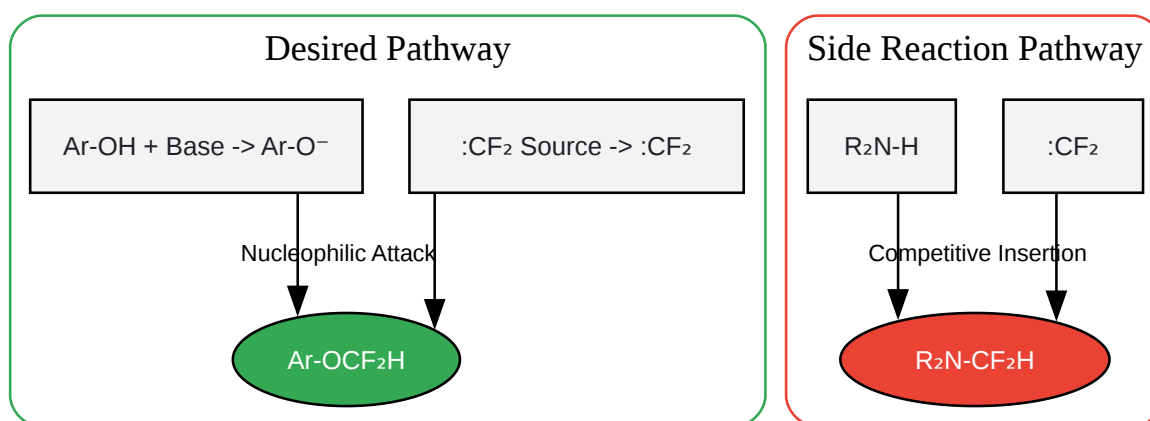 Desired Pathway
Ar-OH + Base -> Ar-O⁻
:CF₂ Source -> :CF₂
Nucleophilic Attack
Ar-OCF₂H
Side Reaction Pathway
R₂N-H
:CF₂
Competitive Insertion
R₂N-CF₂H